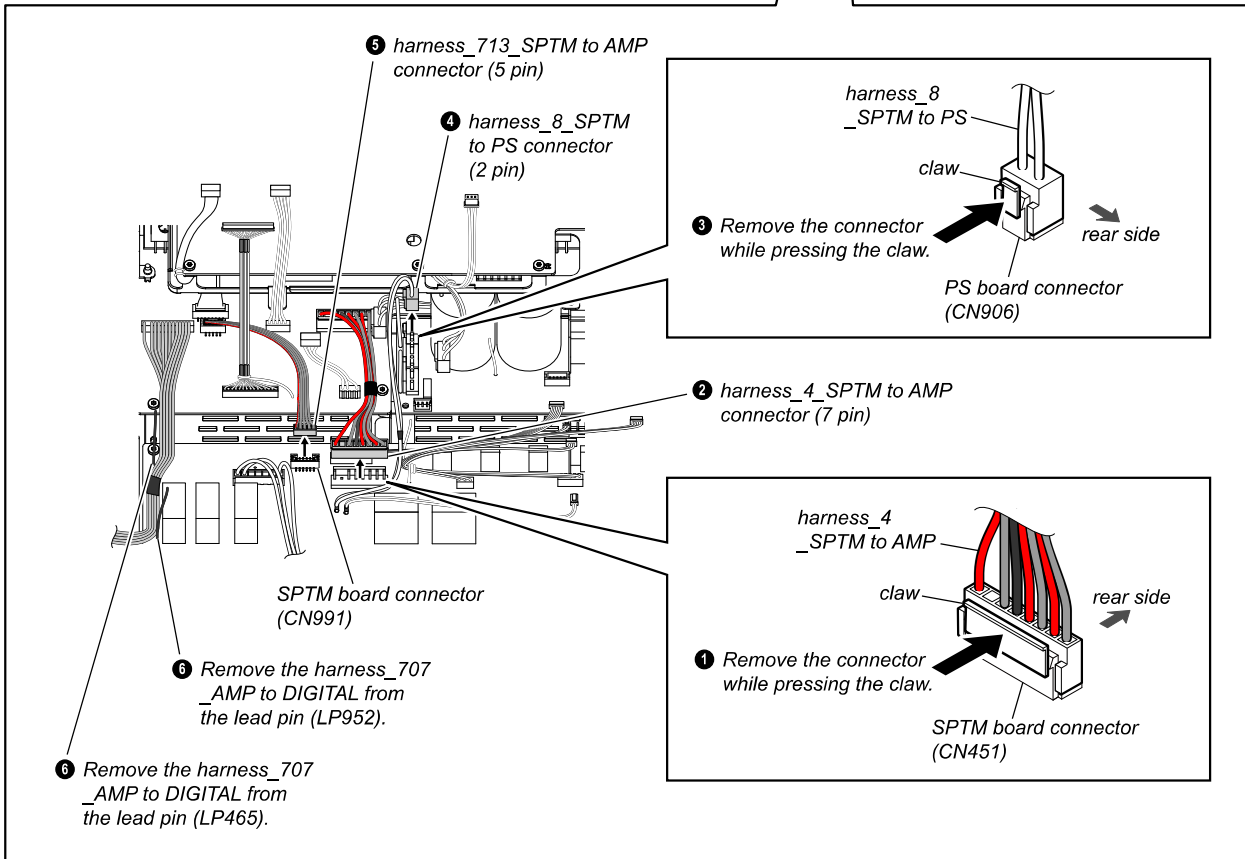 ❺ harness_713_SPTM to AMP
connector (5 pin)
❹ harness_8_SPTM
to PS connector
(2 pin)
harness_8
_SPTM to PS
claw
❸ Remove the connector
while pressing the claw.
rear side
PS board connector
(CN906)
❷ harness_4_SPTM to AMP
connector (7 pin)
harness_4
_SPTM to AMP
claw
rear side
❶ Remove the connector
while pressing the claw.
SPTM board connector
(CN451)
SPTM board connector
(CN991)
❻ Remove the harness_707
_AMP to DIGITAL from
the lead pin (LP952).
❻ Remove the harness_707
_AMP to DIGITAL from
the lead pin (LP465).